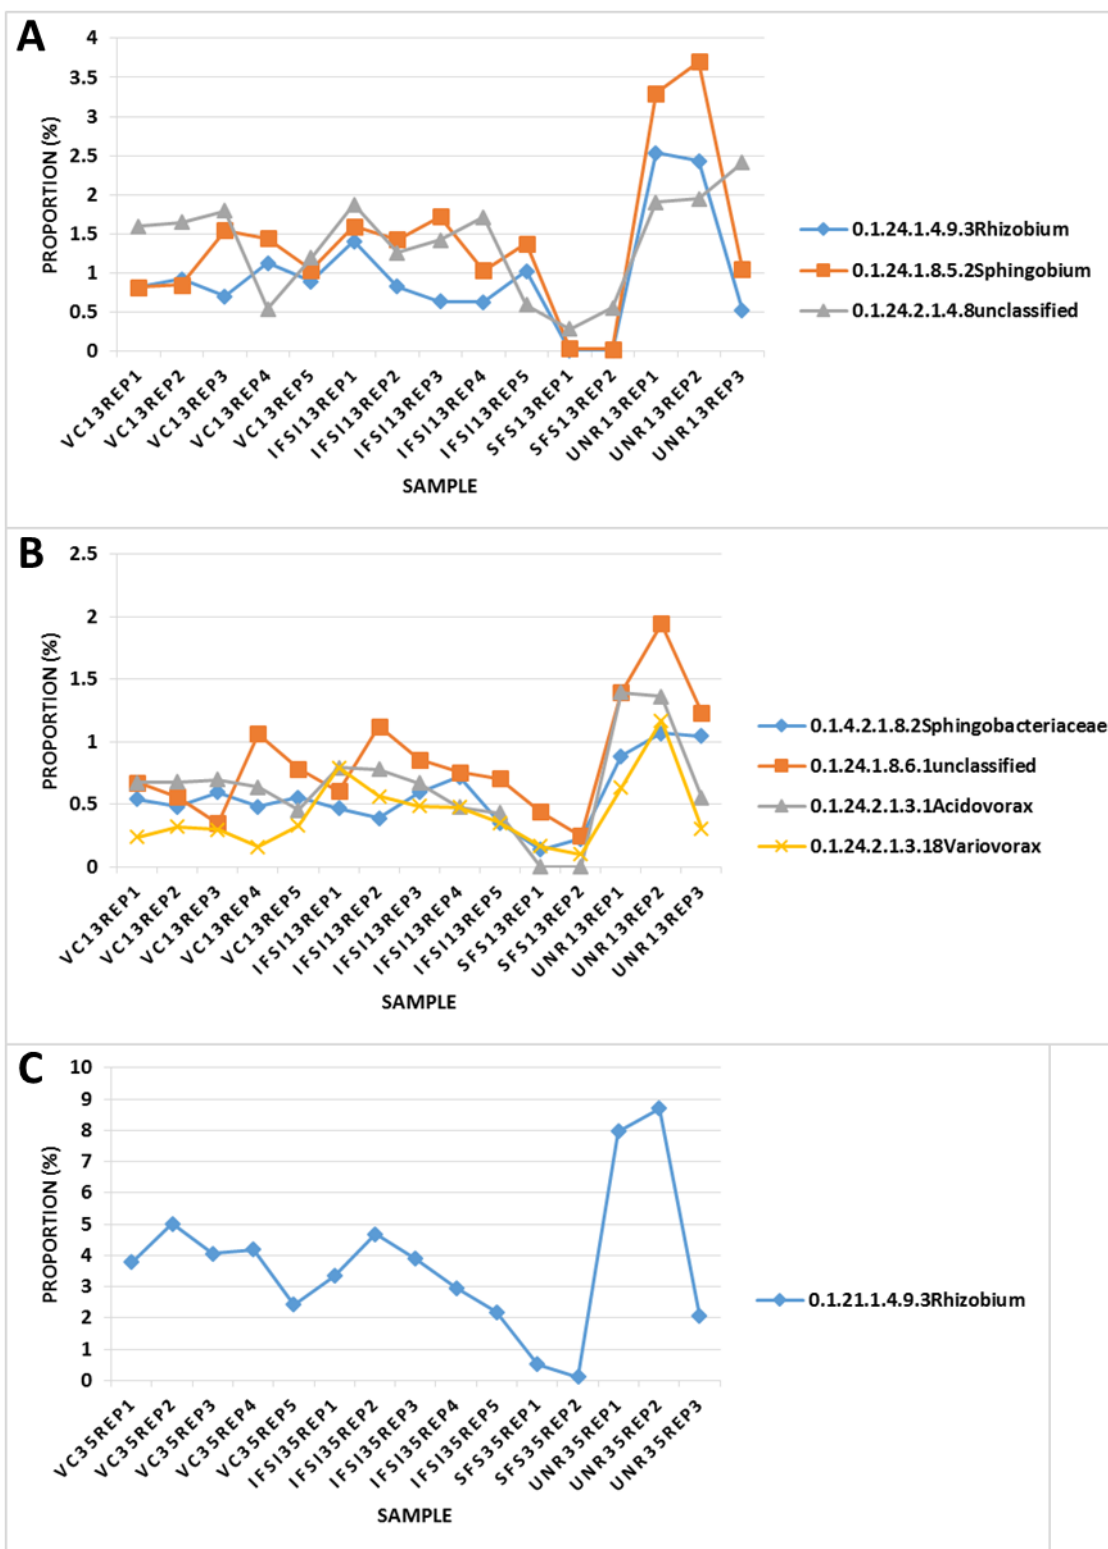 A
4
3.5
3
2.5
2
1.5
1
0.5
0
PROPORTION (%)
VC13REP1
VC13REP2
VC13REP3
VC13REP4
VC13REP5
IFSI13REP1
IFSI13REP2
IFSI13REP3
IFSI13REP4
IFSI13REP5
SFS13REP1
SFS13REP2
UNR13REP1
UNR13REP2
UNR13REP3
SAMPLE
0.1.24.1.4.9.3Rhizobium
0.1.24.1.8.5.2Sphingobium
0.1.24.2.1.4.8unclassified
B
2.5
2
1.5
1
0.5
0
PROPORTION (%)
VC13REP1
VC13REP2
VC13REP3
VC13REP4
VC13REP5
IFSI13REP1
IFSI13REP2
IFSI13REP3
IFSI13REP4
IFSI13REP5
SFS13REP1
SFS13REP2
UNR13REP1
UNR13REP2
UNR13REP3
SAMPLE
0.1.4.2.1.8.2Sphingobacteriaceae
0.1.24.1.8.6.1unclassified
0.1.24.2.1.3.1Acidovorax
0.1.24.2.1.3.18Variovorax
C
10
9
8
7
6
5
4
3
2
1
0
PROPORTION (%)
VC35REP1
VC35REP2
VC35REP3
VC35REP4
VC35REP5
IFSI35REP1
IFSI35REP2
IFSI35REP3
IFSI35REP4
IFSI35REP5
SFS35REP1
SFS35REP2
UNR35REP1
UNR35REP2
UNR35REP3
SAMPLE
0.1.21.1.4.9.3Rhizobium